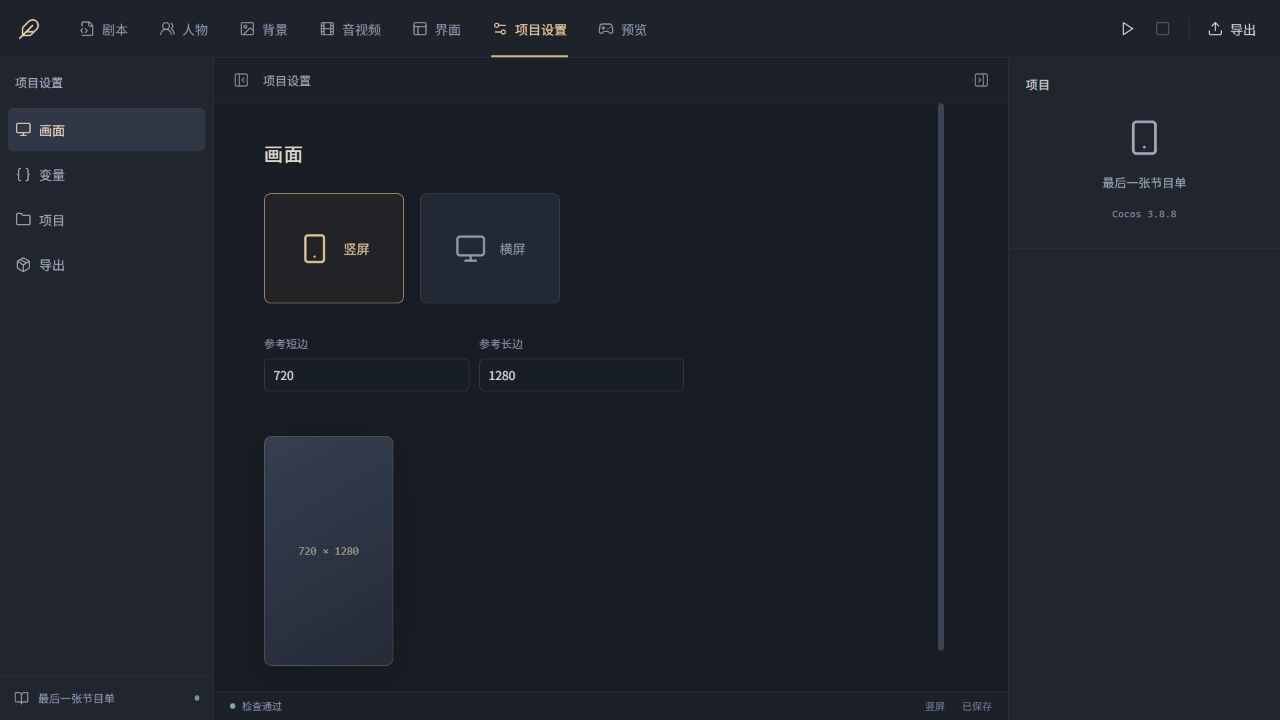 剧本 人物 背景 音视频 界面 项目设置 预览 导出
项目设置
画面
变量
项目
导出
最后一张节目单
项目设置
画面
竖屏 横屏
参考短边 参考长边
720 1280
720 × 1280
检查通过 竖屏 已保存
项目
最后一张节目单
Cocos 3.8.8